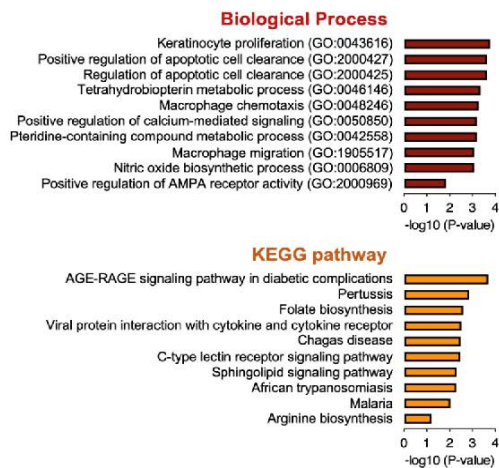 Biological Process
Keratinocyte proliferation (GO:0043616)
Positive regulation of apoptotic cell clearance (GO:2000427)
Regulation of apoptotic cell clearance (GO:2000425)
Tetrahydrobiopterin metabolic process (GO:0046146)
Macrophage chemotaxis (GO:0048246)
Positive regulation of calcium-mediated signaling (GO:0050850)
Pteridine-containing compound metabolic process (GO:0042558)
Macrophage migration (GO:1905517)
Nitric oxide biosynthetic process (GO:0006809)
Positive regulation of AMPA receptor activity (GO:2000969)
0 1 2 3 4
-log10 (P-value)
KEGG pathway
AGE-RAGE signaling pathway in diabetic complications
Pertussis
Folate biosynthesis
Viral protein interaction with cytokine and cytokine receptor
Chagas disease
C-type lectin receptor signaling pathway
Sphingolipid signaling pathway
African trypanosomiasis
Malaria
Arginine biosynthesis
0 1 2 3 4
-log10 (P-value)